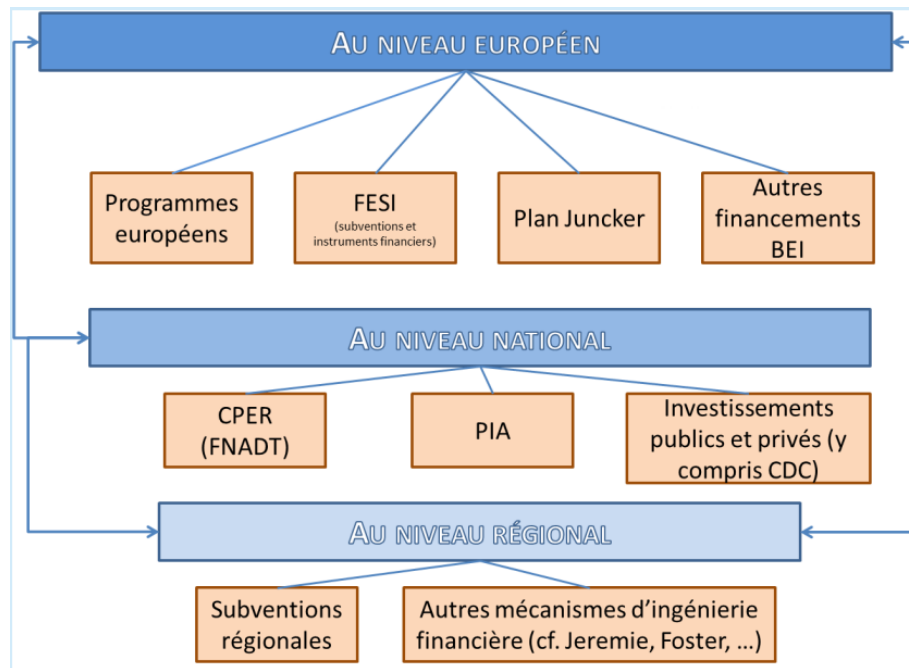 AU NIVEAU EUROPÉEN
Programmes
européens
FESI
(subventions et
instruments financiers)
Plan Juncker
Autres
financements
BEI
AU NIVEAU NATIONAL
CPER
(FNADT)
PIA
Investissements
publics et privés (y
compris CDC)
AU NIVEAU RÉGIONAL
Subventions
régionales
Autres mécanismes d'ingénierie
financière (cf. Jeremie, Foster, ...)